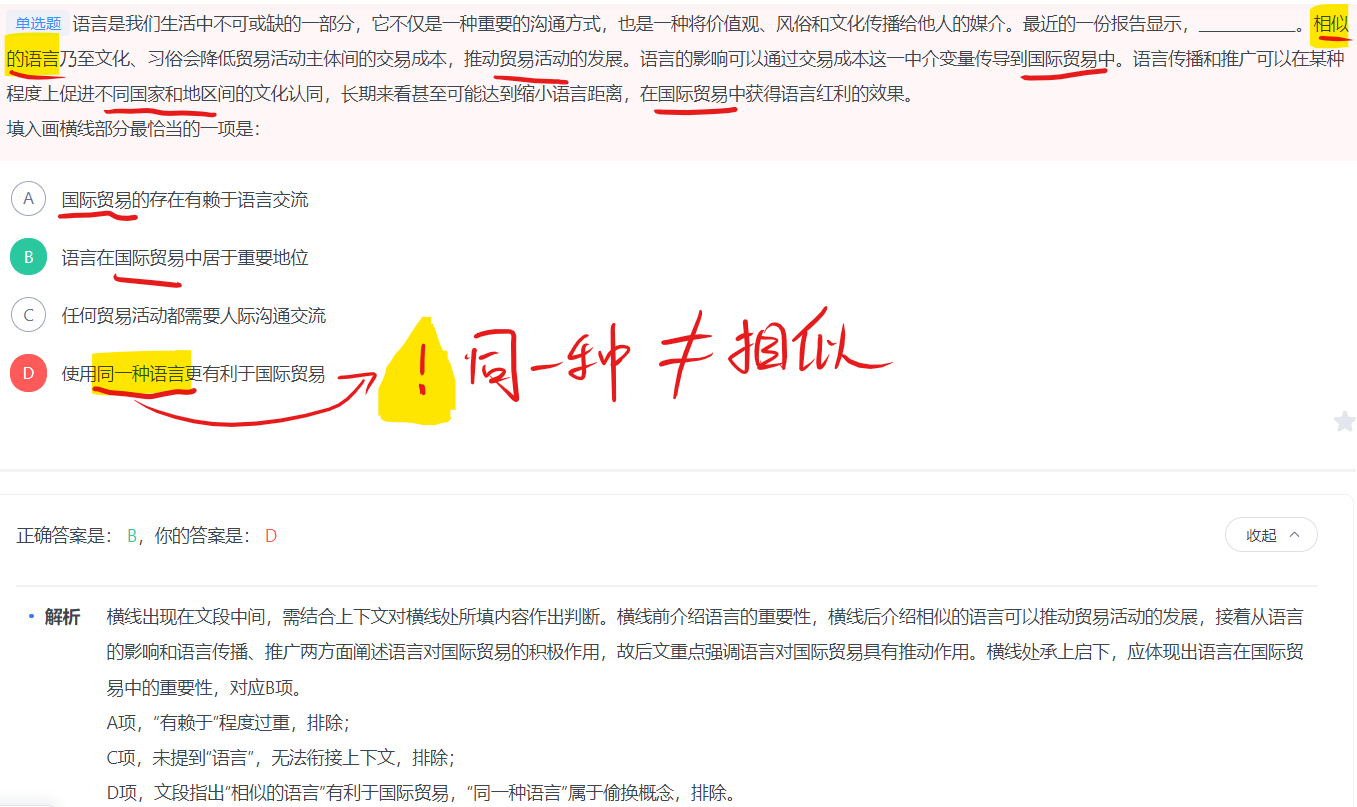 单选题 语言是我们生活中不可或缺的一部分，它不仅是一种重要的沟通方式，也是一种将价值观、风俗和文化传播给他人的媒介。最近的一份报告显示，____________。相似
的语言乃至文化、习俗会降低贸易活动主体间的交易成本，推动贸易活动的发展。语言的影响可以通过交易成本这一中介变量传导到国际贸易中。语言传播和推广可以在某种
程度上促进不同国家和地区间的文化认同，长期来看甚至可能达到缩小语言距离，在国际贸易中获得语言红利的效果。
填入画横线部分最恰当的一项是：
A 国际贸易的存在有赖于语言交流
B 语言在国际贸易中居于重要地位
C 任何贸易活动都需要人际沟通交流
D 使用同一种语言更有利于国际贸易
! 同一种 ≠ 相似
正确答案是： B， 你的答案是： D
收起
解析 横线出现在文段中间，需结合上下文对横线处所填内容作出判断。横线前介绍语言的重要性，横线后介绍相似的语言可以推动贸易活动的发展，接着从语言
的影响和语言传播、推广两方面阐述语言对国际贸易的积极作用，故后文重点强调语言对国际贸易具有推动作用。横线处承上启下，应体现出语言在国际贸
易中的重要性，对应B项。
A项，“有赖于”程度过重，排除；
C项，未提到“语言”，无法衔接上下文，排除；
D项，文段指出“相似的语言”有利于国际贸易，“同一种语言”属于偷换概念，排除。